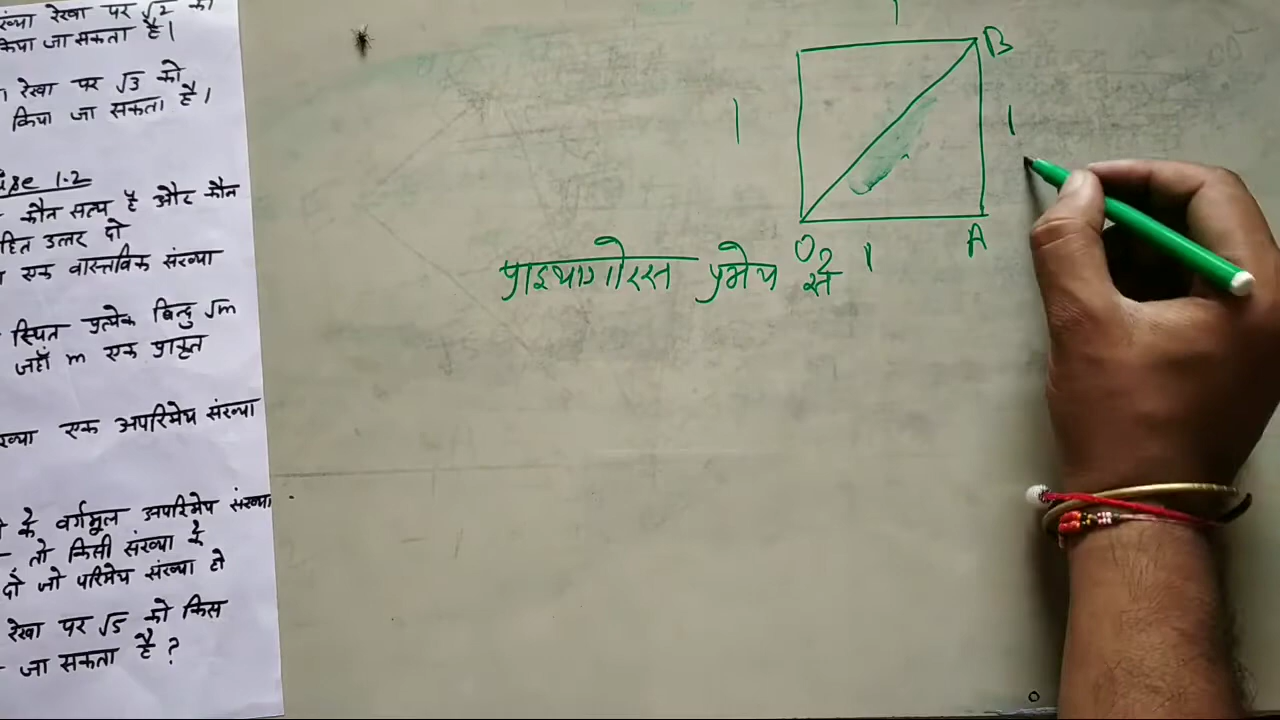 रेखा पर √2 को
किया जा सकता है।
रेखा पर √3 को
किया जा सकता है।
1.2
कौन सत्य है और कौन
उत्तर दो
एक वास्तविक संख्या
स्थित प्रत्येक बिन्दु √m
जहाँ m एक प्राकृत
एक अपरिमेय संख्या
के वर्गमूल अपरिमेय संख्या
तो किसी संख्या के
दो जो परिमेय संख्या हो
रेखा पर √5 को किस
जा सकता है ?
1
B
1
1
O
1
A
प्राइथागोरस प्रमेय से